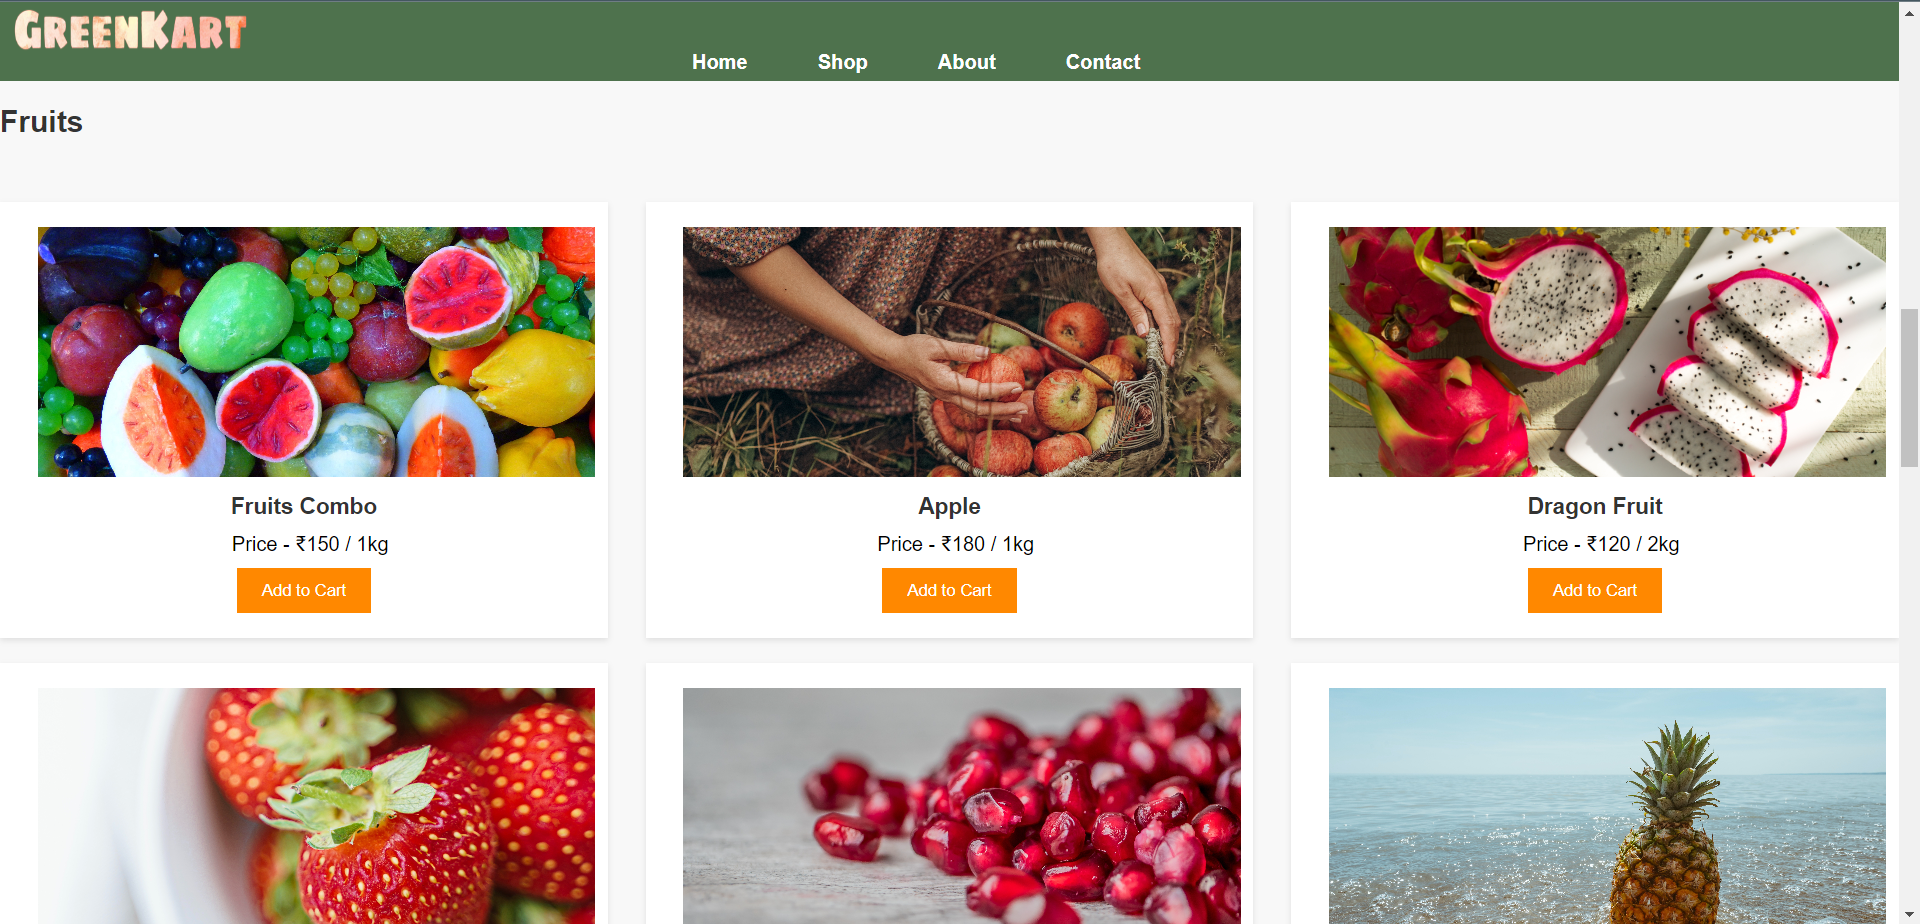 GREENKART
Home Shop About Contact
Fruits
Fruits Combo
Price - ₹150 / 1kg
Add to Cart
Apple
Price - ₹180 / 1kg
Add to Cart
Dragon Fruit
Price - ₹120 / 2kg
Add to Cart